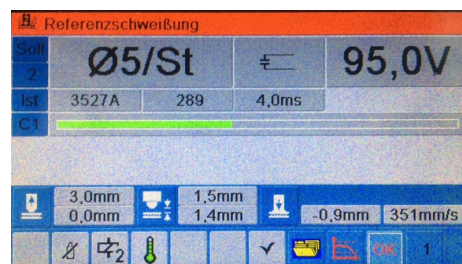 Referenzschweißung
Soll
2
Ø5/St
95,0V
Ist
3527A
289
4,0ms
C1
3,0mm
0,0mm
1,5mm
1,4mm
-0,9mm
351mm/s
2
OK
1